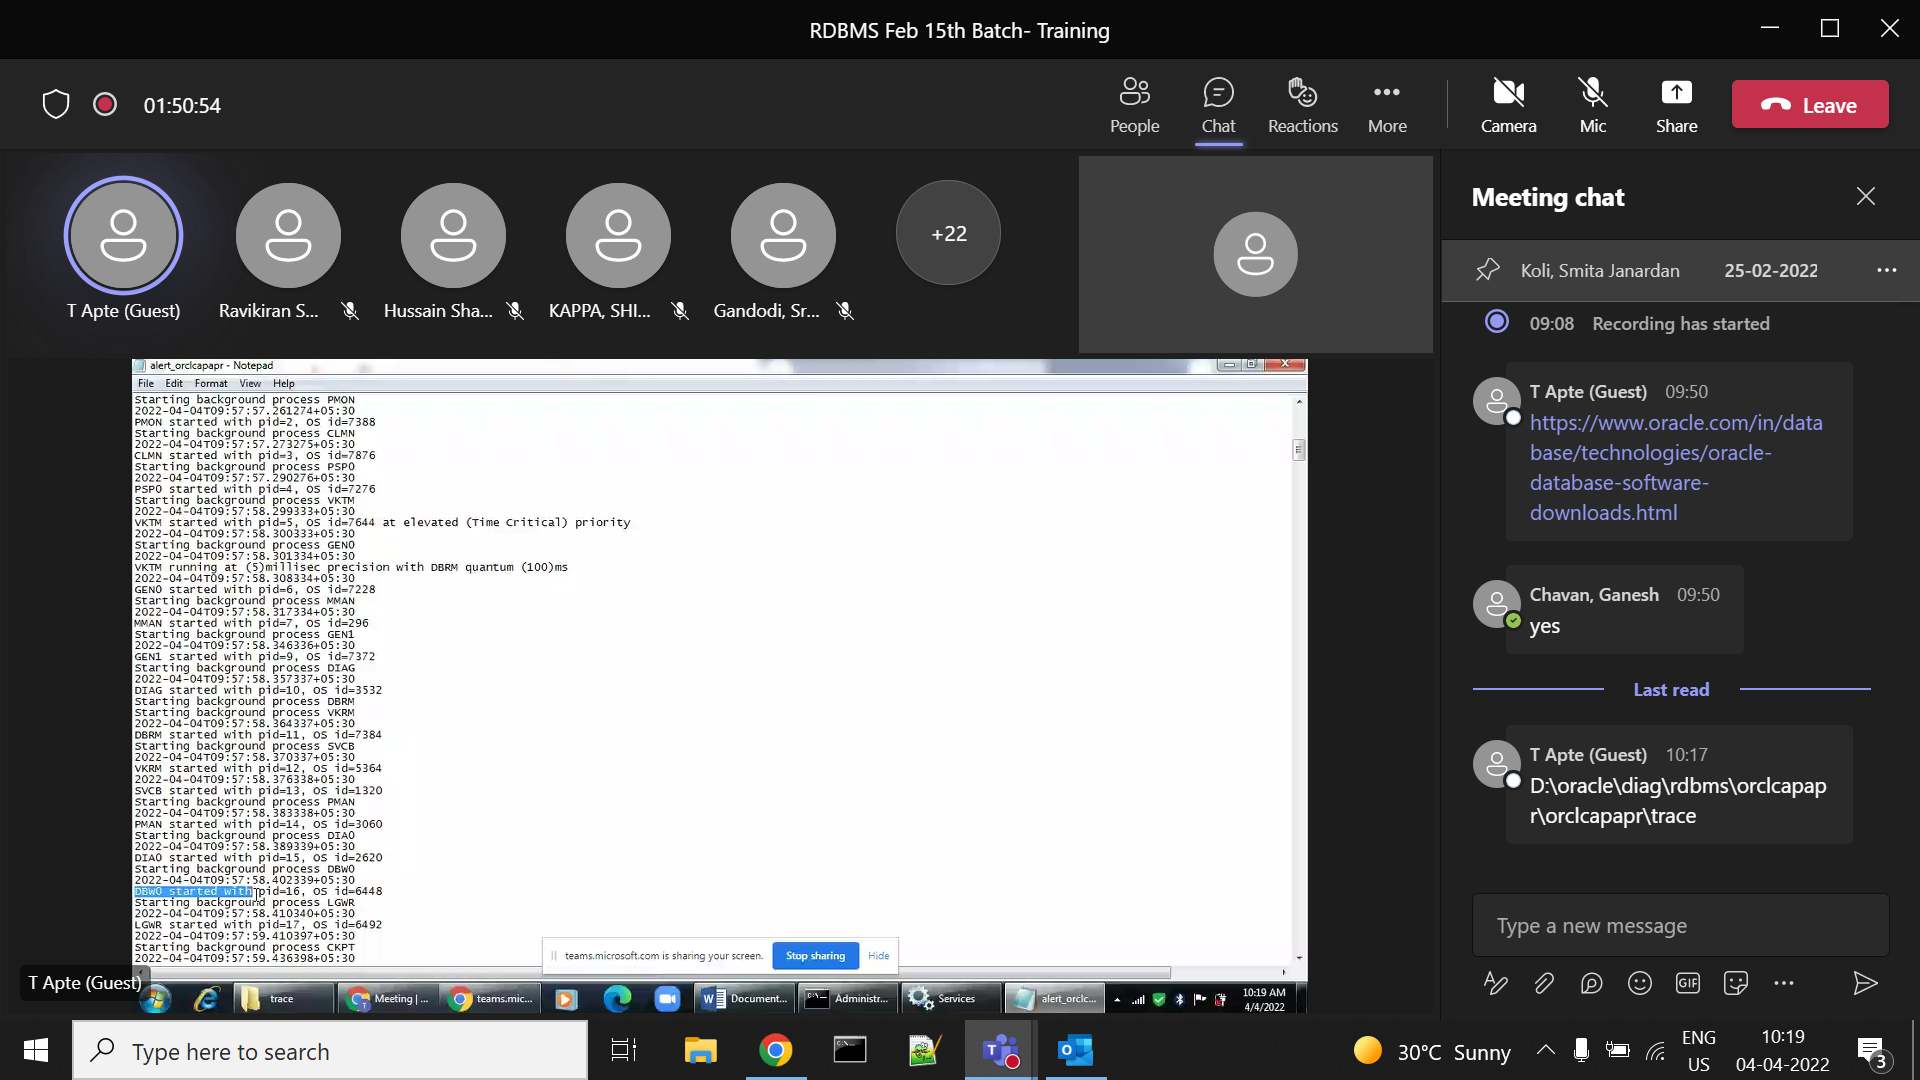 RDBMS Feb 15th Batch- Training
01:50:54
People
Chat
Reactions
More
Camera
Mic
Share
Leave
T Apte (Guest)
Ravikiran S...
Hussain Sha...
KAPPA, SHI...
Gandodi, Sr...
+22
alert_orclcapapr - Notepad
File Edit Format View Help
Starting background process PMON
2022-04-04T09:57:57.261274+05:30
PMON started with pid=2, OS id=7388
Starting background process CLMN
2022-04-04T09:57:57.273275+05:30
CLMN started with pid=3, OS id=7876
Starting background process PSP0
2022-04-04T09:57:57.290276+05:30
PSP0 started with pid=4, OS id=7276
Starting background process VKTM
2022-04-04T09:57:58.299333+05:30
VKTM started with pid=5, OS id=7644 at elevated (Time Critical) priority
2022-04-04T09:57:58.300333+05:30
Starting background process GEN0
2022-04-04T09:57:58.301334+05:30
VKTM running at (5)millisec precision with DBRM quantum (100)ms
2022-04-04T09:57:58.308334+05:30
GEN0 started with pid=6, OS id=7228
Starting background process MMAN
2022-04-04T09:57:58.317334+05:30
MMAN started with pid=7, OS id=296
Starting background process GEN1
2022-04-04T09:57:58.346336+05:30
GEN1 started with pid=9, OS id=7372
Starting background process DIAG
2022-04-04T09:57:58.357337+05:30
DIAG started with pid=10, OS id=3532
Starting background process DBRM
Starting background process VKRM
2022-04-04T09:57:58.364337+05:30
DBRM started with pid=11, OS id=7384
Starting background process SVCB
2022-04-04T09:57:58.370337+05:30
VKRM started with pid=12, OS id=5364
2022-04-04T09:57:58.376338+05:30
SVCB started with pid=13, OS id=1320
Starting background process PMAN
2022-04-04T09:57:58.383338+05:30
PMAN started with pid=14, OS id=3060
Starting background process DIA0
2022-04-04T09:57:58.389339+05:30
DIA0 started with pid=15, OS id=2620
Starting background process DBW0
2022-04-04T09:57:58.402339+05:30
DBW0 started with pid=16, OS id=6448
Starting background process LGWR
2022-04-04T09:57:58.410340+05:30
LGWR started with pid=17, OS id=6492
2022-04-04T09:57:59.410397+05:30
Starting background process CKPT
2022-04-04T09:57:59.436398+05:30
teams.microsoft.com is sharing your screen. Stop sharing Hide
T Apte (Guest)
trace
Meeting | ...
teams.mic...
Document...
Administr...
Services
alert_orclc...
10:19 AM
4/4/2022
Meeting chat
Koli, Smita Janardan 25-02-2022
09:08 Recording has started
T Apte (Guest) 09:50
https://www.oracle.com/in/data
base/technologies/oracle-
database-software-
downloads.html
Chavan, Ganesh 09:50
yes
Last read
T Apte (Guest) 10:17
D:\oracle\diag\rdbms\orclcapap
r\orclcapapr\trace
Type a new message
GIF
Type here to search
30°C Sunny
ENG
US
10:19
04-04-2022
3